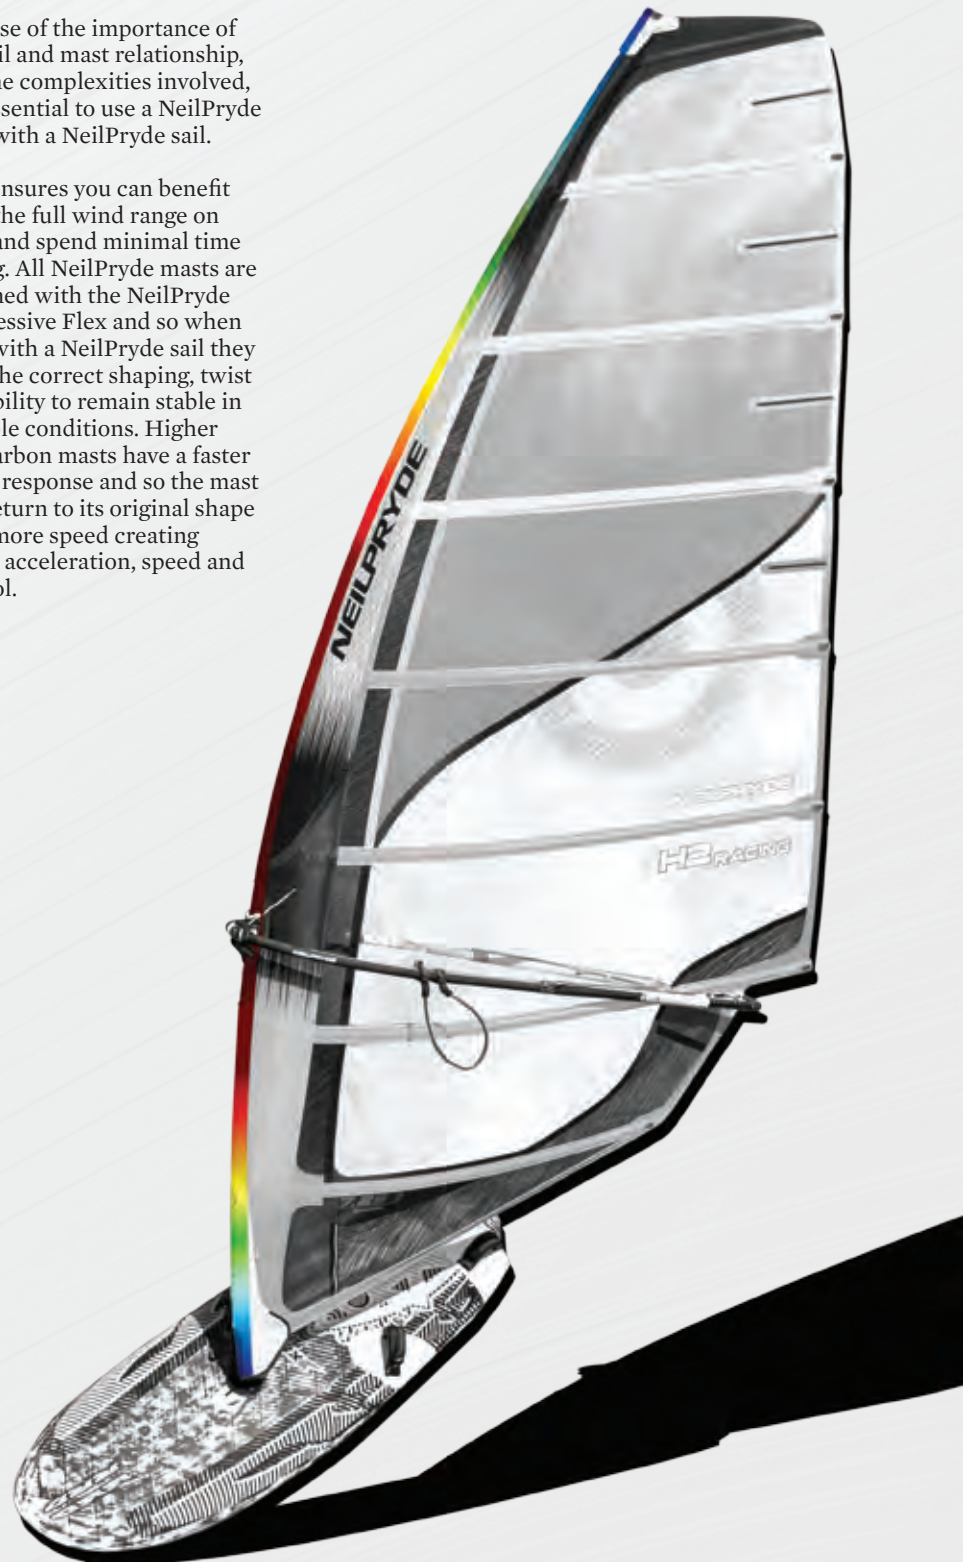 se of the importance of
il and mast relationship,
ne complexities involved,
sential to use a NeilPryde
with a NeilPryde sail.
nsures you can benefit
he full wind range on
and spend minimal time
g. All NeilPryde masts are
ned with the NeilPryde
essive Flex and so when
with a NeilPryde sail they
he correct shaping, twist
bility to remain stable in
le conditions. Higher
arbon masts have a faster
response and so the mast
eturn to its original shape
more speed creating
acceleration, speed and
ol.
NEILPRYDE
RACING